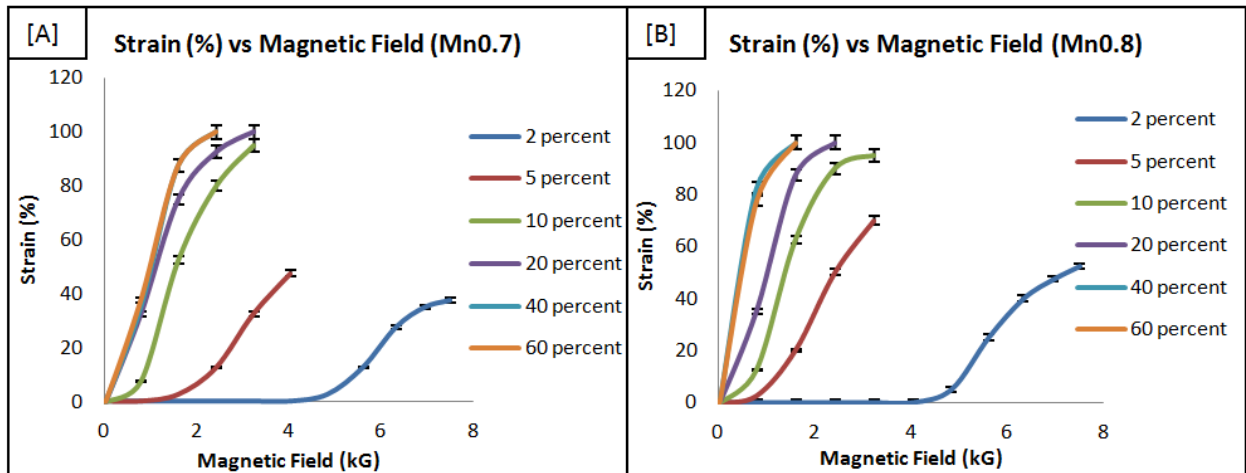 [A]
Strain (%) vs Magnetic Field (Mn0.7)
120
100
80
60
40
20
0
Strain (%)
0 2 4 6 8
Magnetic Field (kG)
2 percent
5 percent
10 percent
20 percent
40 percent
60 percent
[B]
Strain (%) vs Magnetic Field (Mn0.8)
120
100
80
60
40
20
0
Strain (%)
0 2 4 6 8
Magnetic Field (kG)
2 percent
5 percent
10 percent
20 percent
40 percent
60 percent